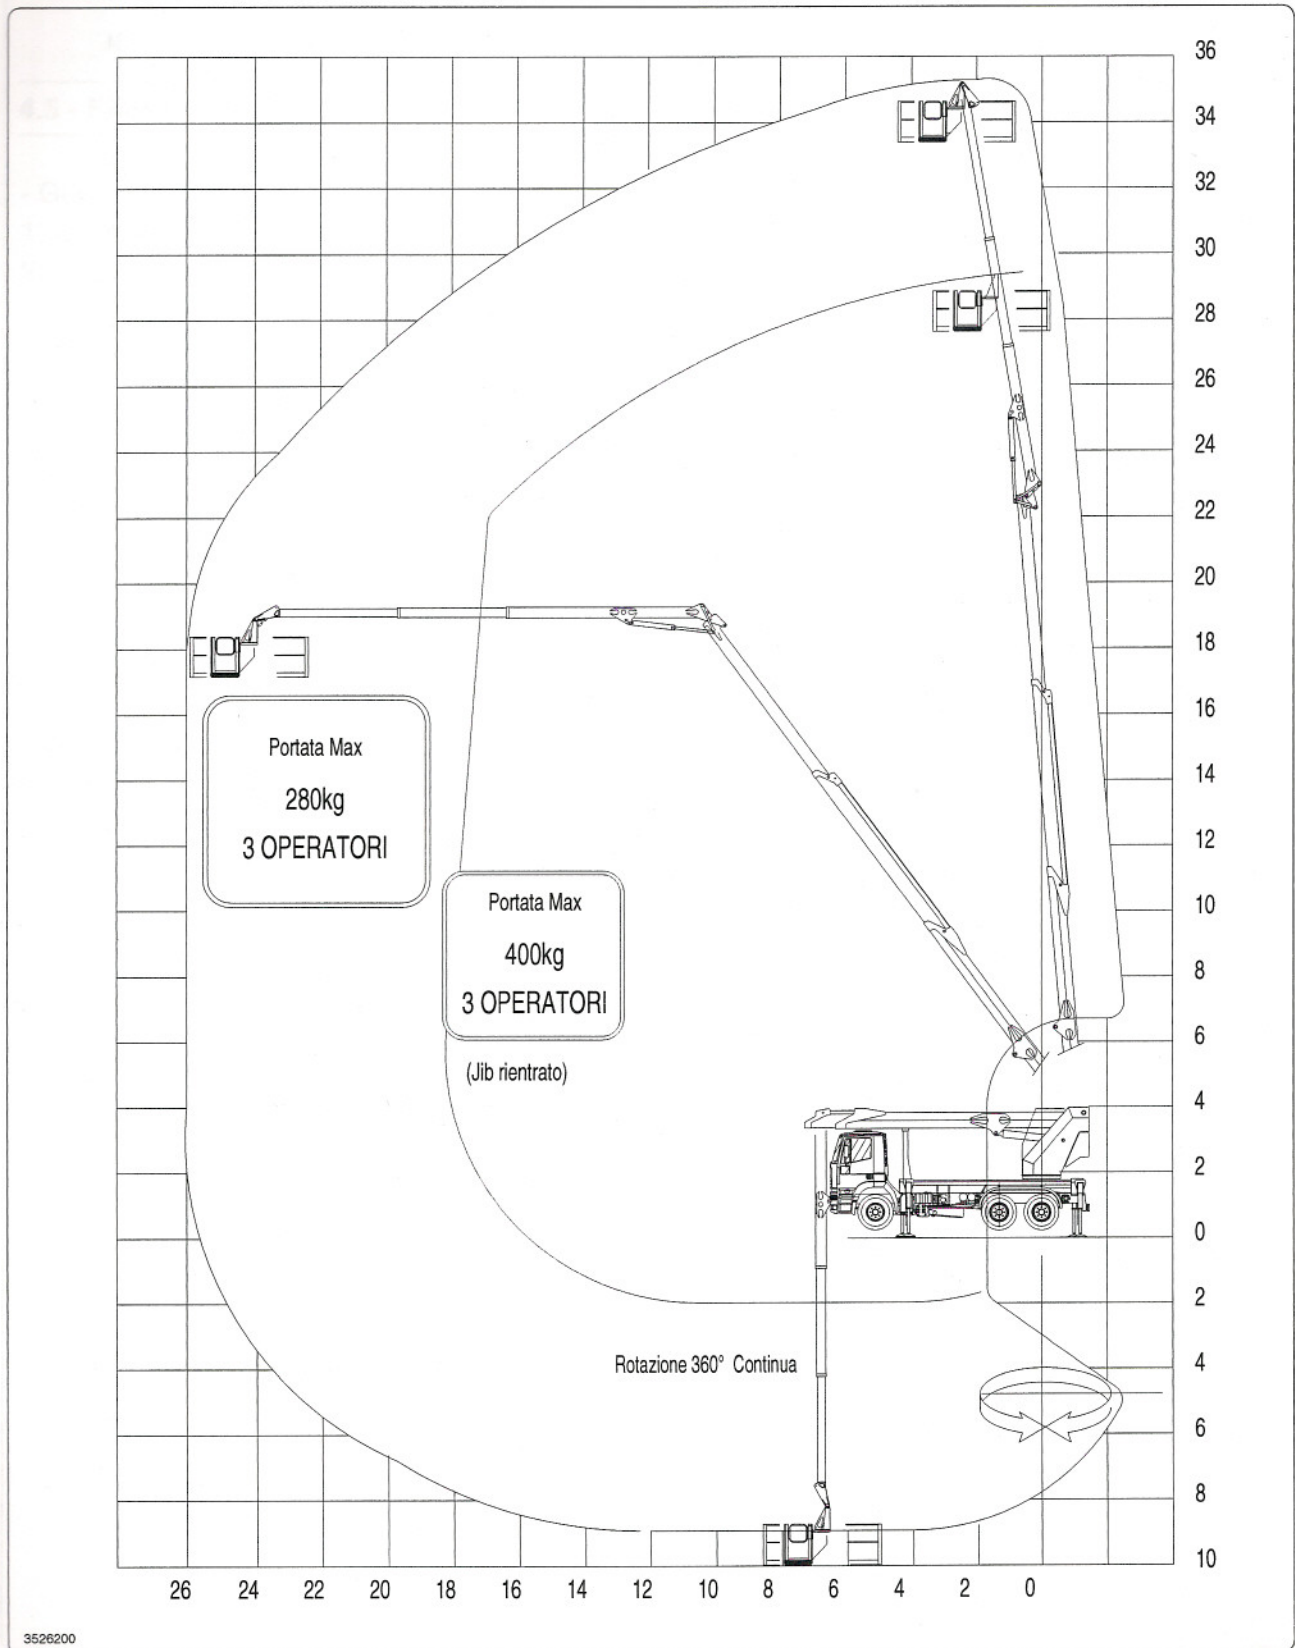 36
34
32
30
28
26
24
22
20
18
16
14
12
10
8
6
4
2
0
2
4
6
8
10
Portata Max
280kg
3 OPERATORI
Portata Max
400kg
3 OPERATORI
(Jib rientrato)
Rotazione 360° Continua
26 24 22 20 18 16 14 12 10 8 6 4 2 0
3526200